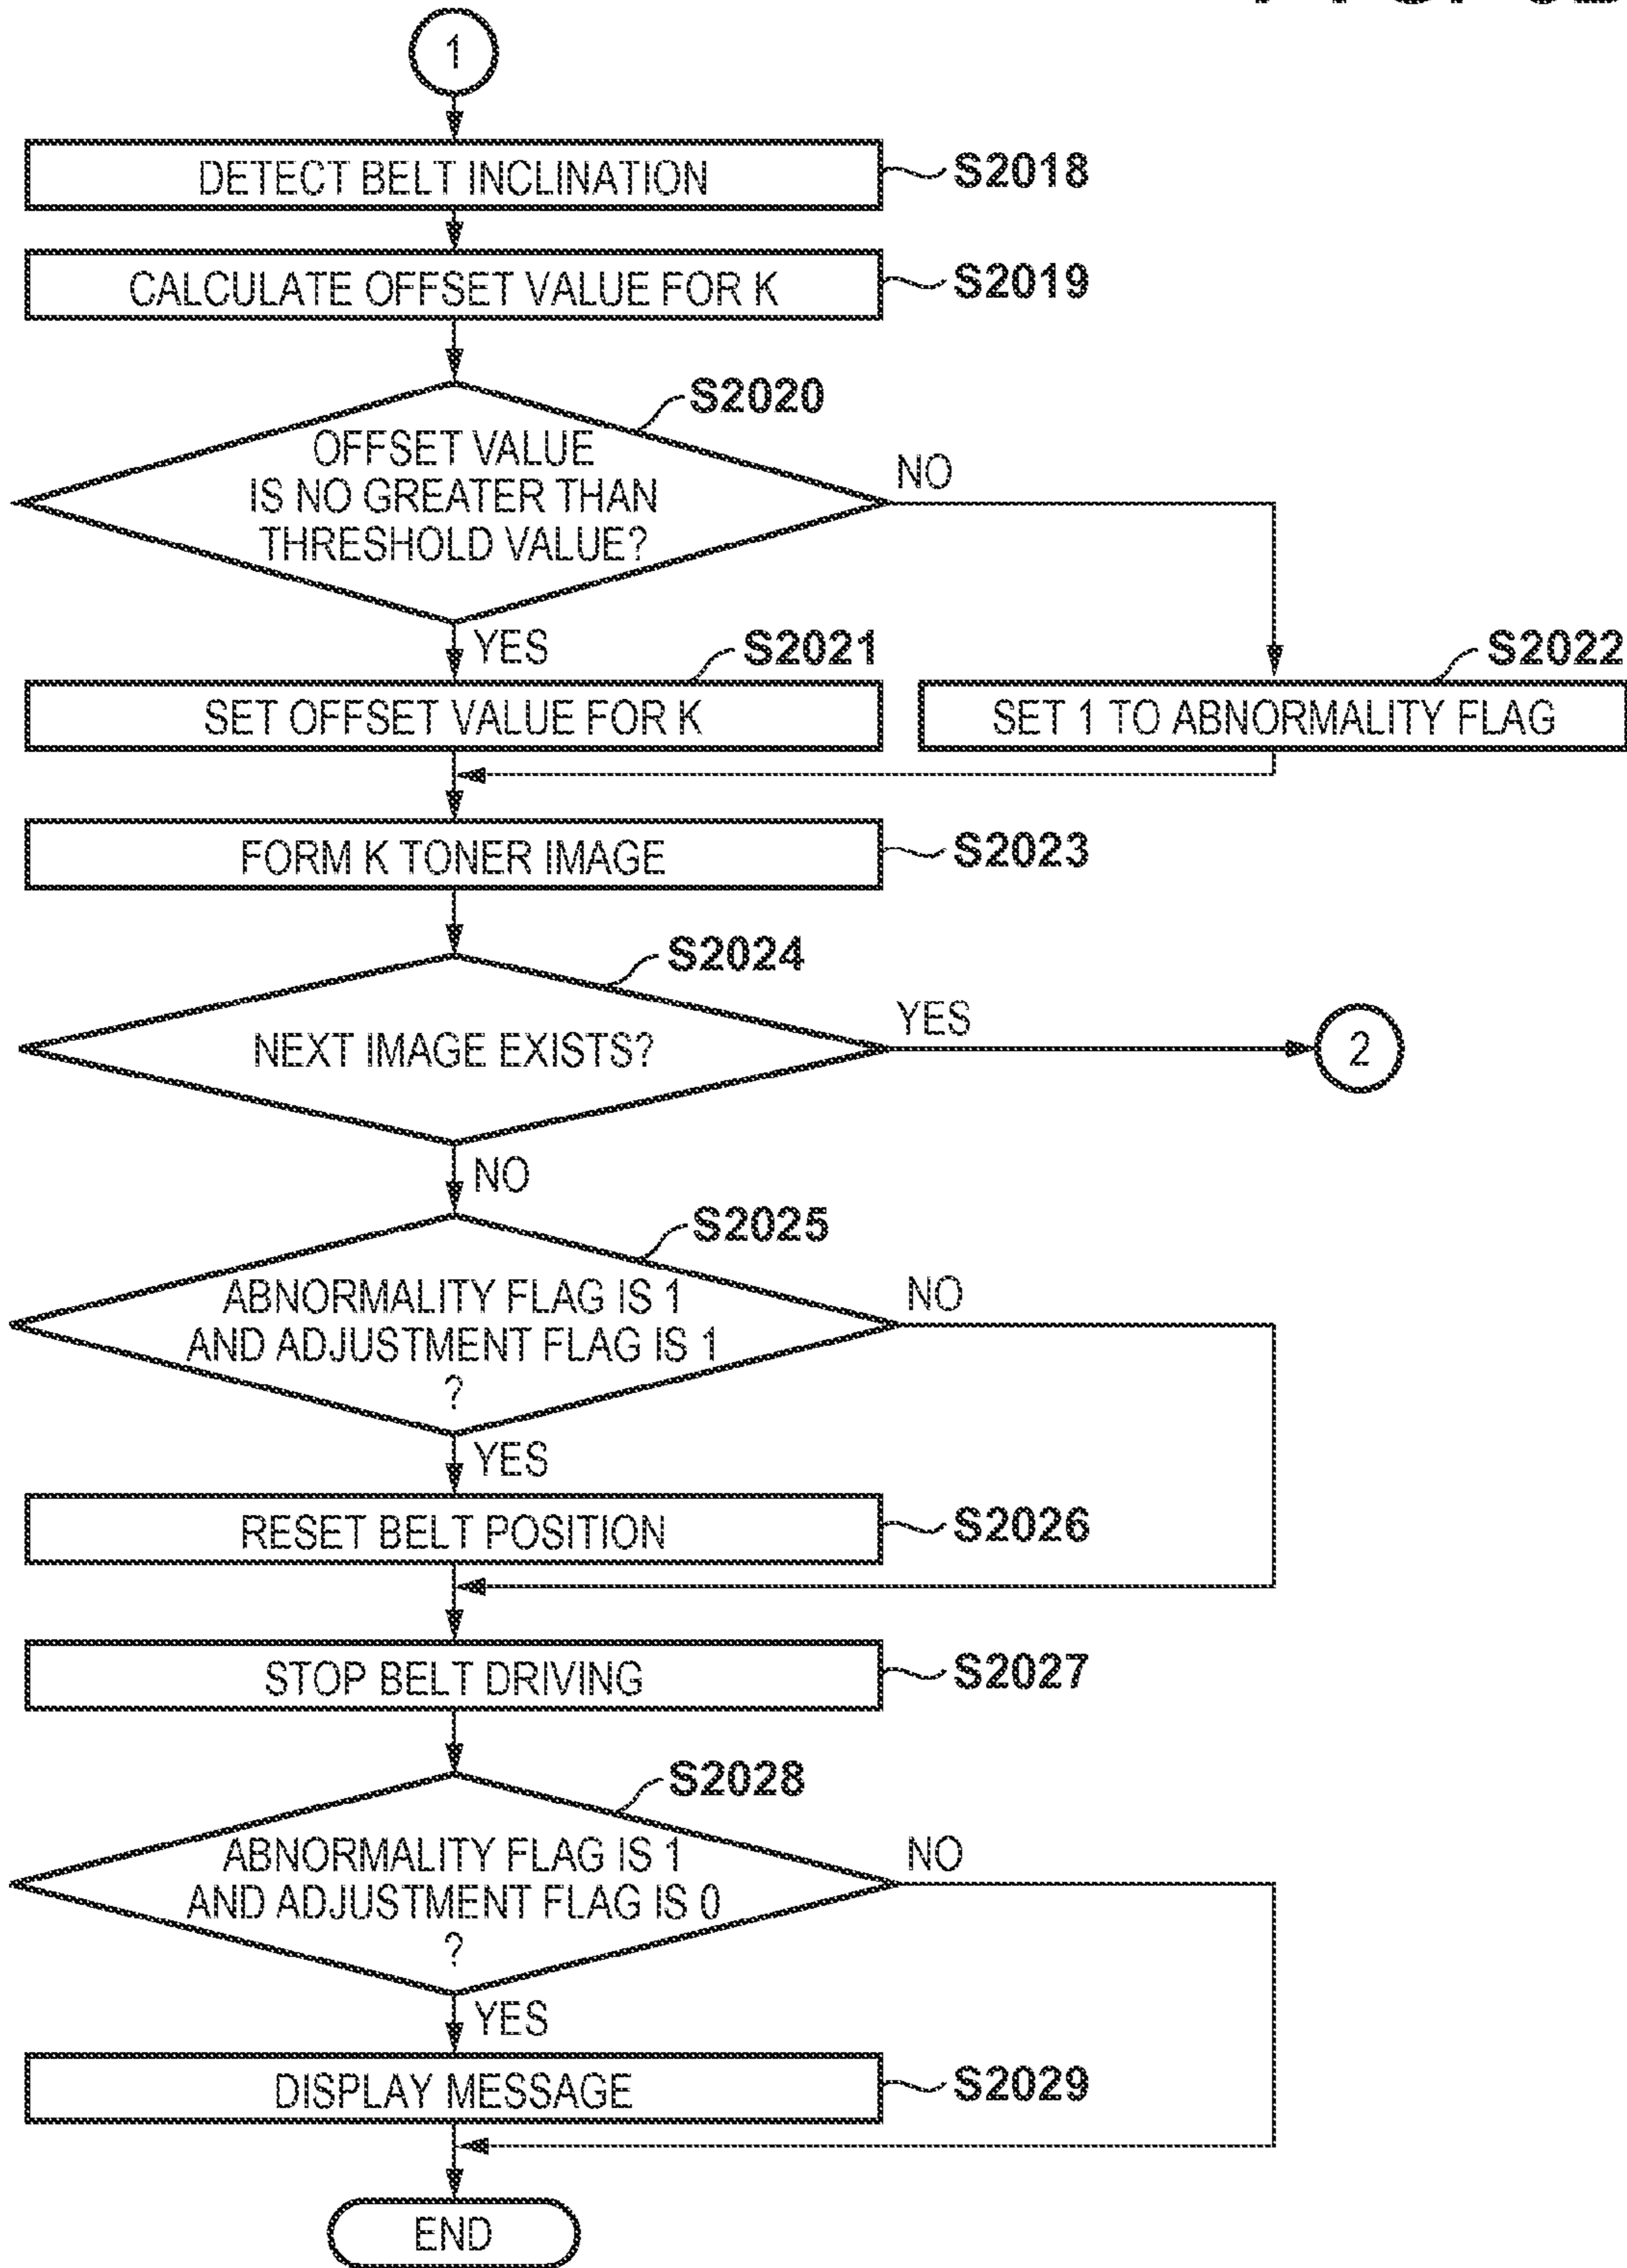 1
DETECT BELT INCLINATION
S2018
CALCULATE OFFSET VALUE FOR K
S2019
S2020
OFFSET VALUE
IS NO GREATER THAN
THRESHOLD VALUE?
NO
YES
S2021
S2022
SET OFFSET VALUE FOR K
SET 1 TO ABNORMALITY FLAG
FORM K TONER IMAGE
S2023
S2024
NEXT IMAGE EXISTS?
YES
2
NO
S2025
ABNORMALITY FLAG IS 1
AND ADJUSTMENT FLAG IS 1
?
NO
YES
RESET BELT POSITION
S2026
STOP BELT DRIVING
S2027
S2028
ABNORMALITY FLAG IS 1
AND ADJUSTMENT FLAG IS 0
?
NO
YES
DISPLAY MESSAGE
S2029
END